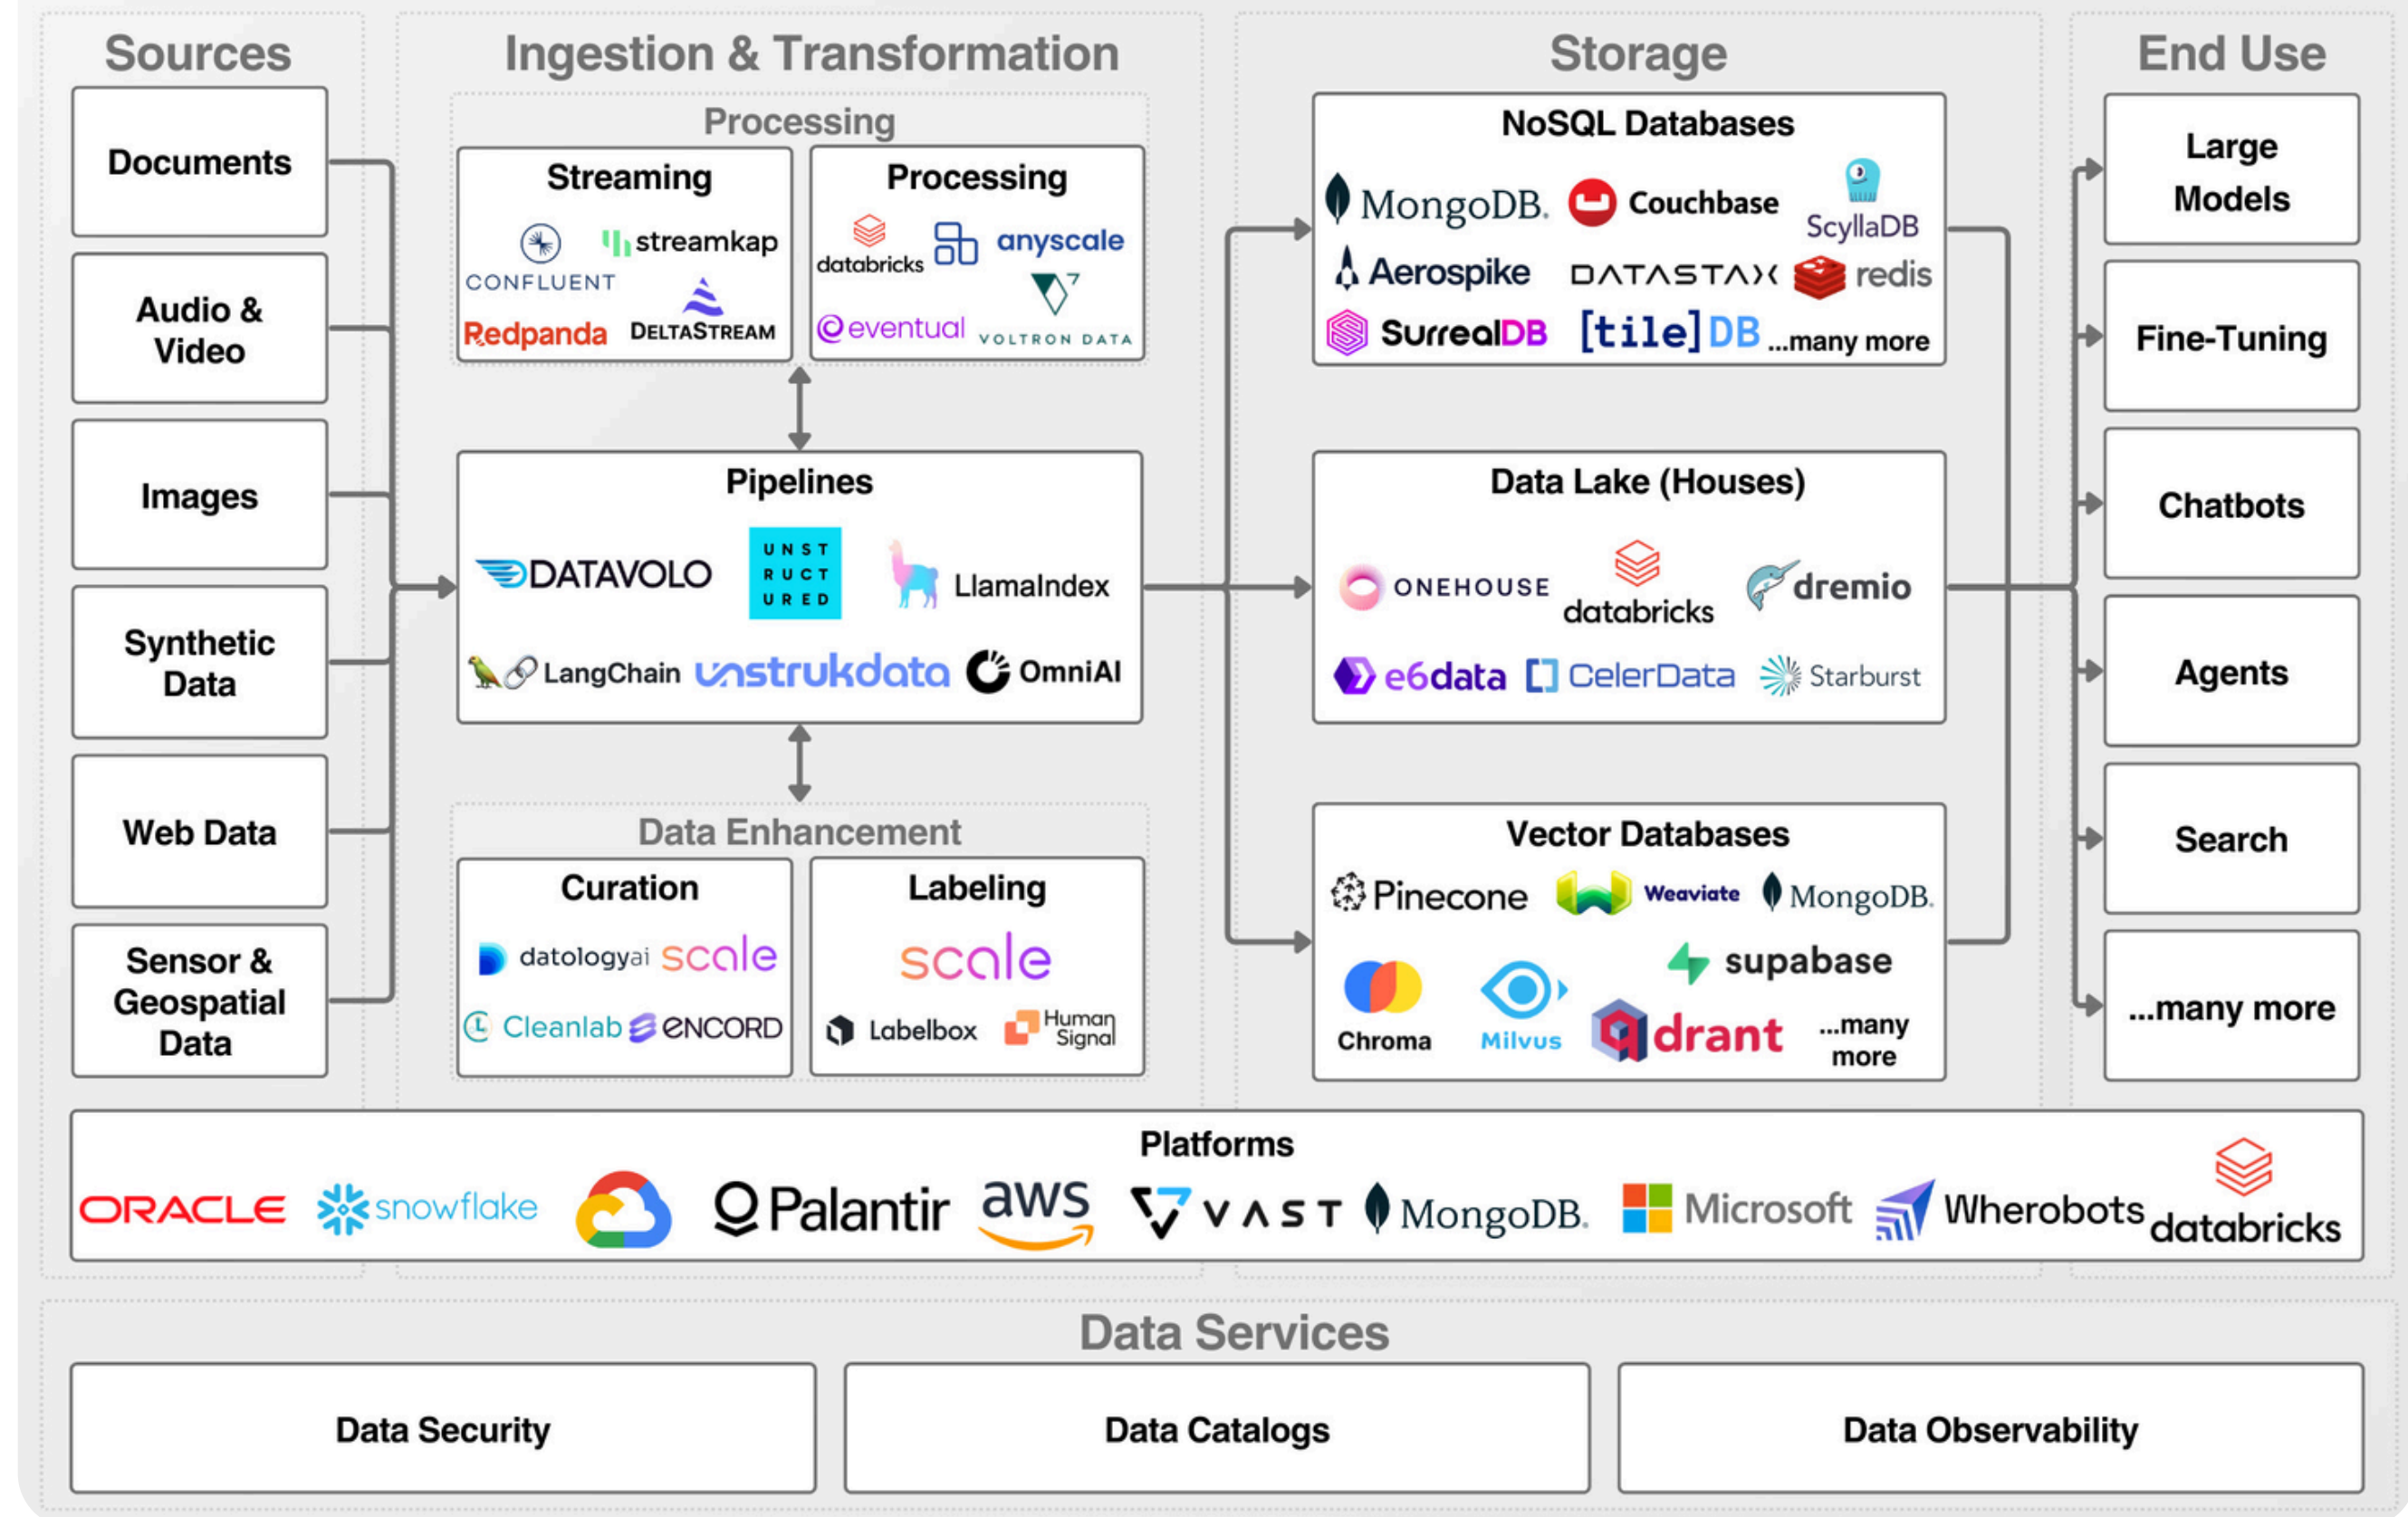 Sources
Documents
Audio &
Video
Images
Synthetic
Data
Web Data
Sensor &
Geospatial
Data
Ingestion & Transformation
Processing
Streaming
CONFLUENT
streamkap
Redpanda
DELTASTREAM
Processing
databricks
anyscale
eventual
VOLTRON DATA
Pipelines
DATAVOLO
UNST
RUCT
URED
LlamaIndex
LangChain
unstrukdata
OmniAI
Data Enhancement
Curation
datologyai
scale
Cleanlab
ENCORD
Labeling
scale
Labelbox
Human
Signal
Storage
NoSQL Databases
MongoDB.
Couchbase
ScyllaDB
Aerospike
DATASTAX
redis
SurrealDB
[tile]DB
...many more
Data Lake (Houses)
ONEHOUSE
databricks
dremio
e6data
CelerData
Starburst
Vector Databases
Pinecone
Weaviate
MongoDB.
Chroma
Milvus
supabase
qdrant
...many
more
End Use
Large
Models
Fine-Tuning
Chatbots
Agents
Search
...many more
Platforms
ORACLE
snowflake
Palantir
aws
VAST
MongoDB.
Microsoft
Wherobots
databricks
Data Services
Data Security
Data Catalogs
Data Observability